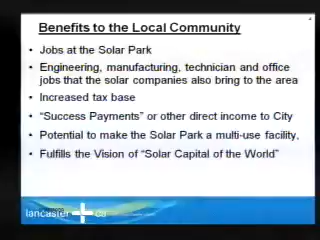 Benefits to the Local Community
• Jobs at the Solar Park
• Engineering, manufacturing, technician and office
jobs that the solar companies also bring to the area
• Increased tax base
• “Success Payments” or other direct income to City
• Potential to make the Solar Park a multi-use facility,
• Fulfills the Vision of “Solar Capital of the World”
lancaster ca